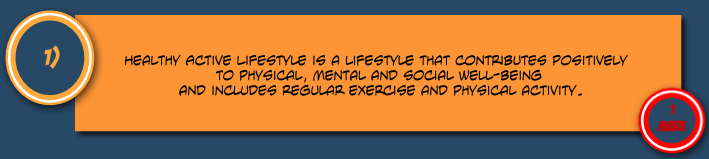 1)
HEALTHY ACTIVE LIFESTYLE IS A LIFESTYLE THAT CONTRIBUTES POSITIVELY
TO PHYSICAL, MENTAL AND SOCIAL WELL-BEING
AND INCLUDES REGULAR EXERCISE AND PHYSICAL ACTIVITY.
1
MARK